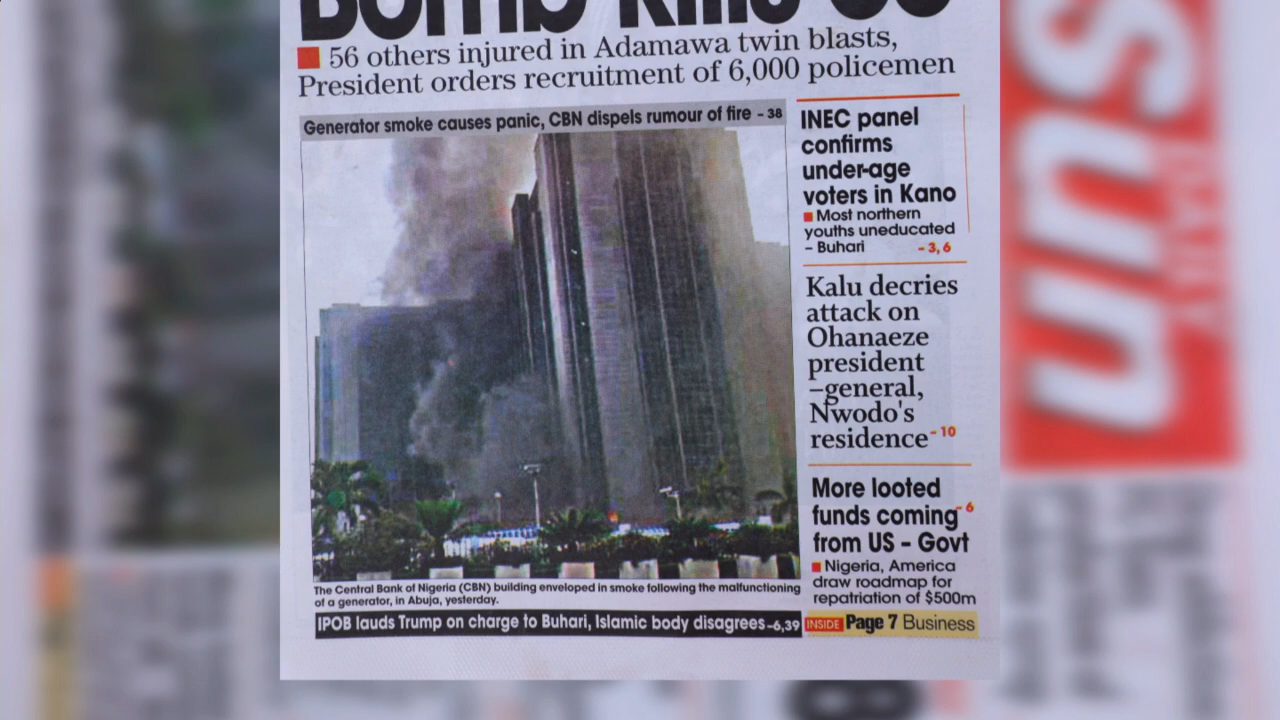 Bomb kills
56 others injured in Adamawa twin blasts,
President orders recruitment of 6,000 policemen
Generator smoke causes panic, CBN dispels rumour of fire - 38
INEC panel
confirms
under-age
voters in Kano
Most northern
youths uneducated
– Buhari - 3, 6
Kalu decries
attack on
Ohanaeze
president
–general,
Nwodo's
residence - 10
More looted
funds coming - 6
from US – Govt
Nigeria, America
draw roadmap for
repatriation of $500m
The Central Bank of Nigeria (CBN) building enveloped in smoke following the malfunctioning
of a generator, in Abuja, yesterday.
IPOB lauds Trump on charge to Buhari, Islamic body disagrees -6,39
INSIDE Page 7 Business
sun